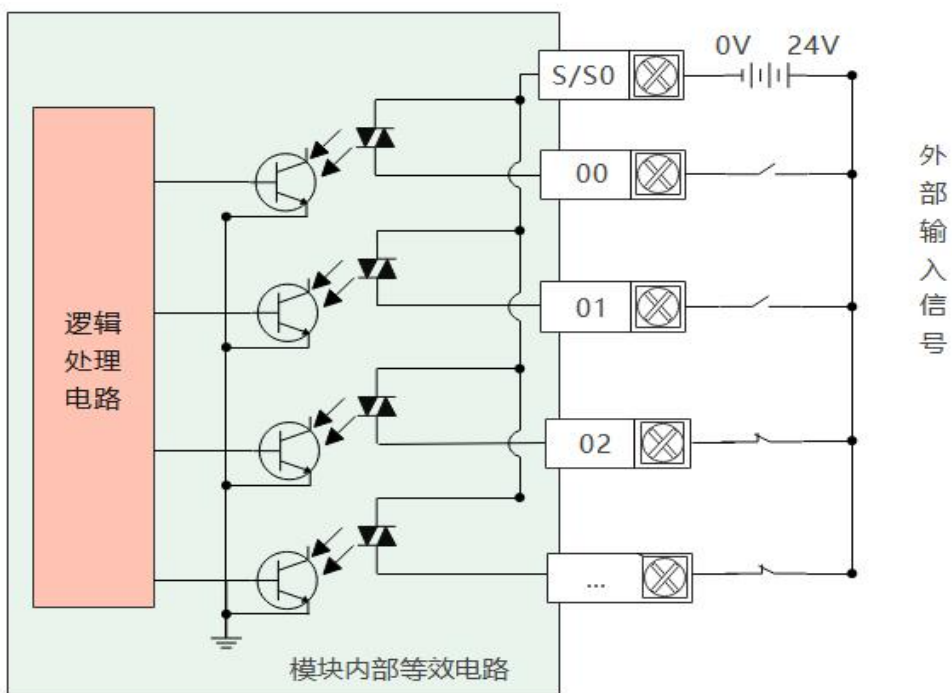 0V 24V
S/S0
00
01
02
...
逻辑
处理
电路
外
部
输
入
信
号
模块内部等效电路